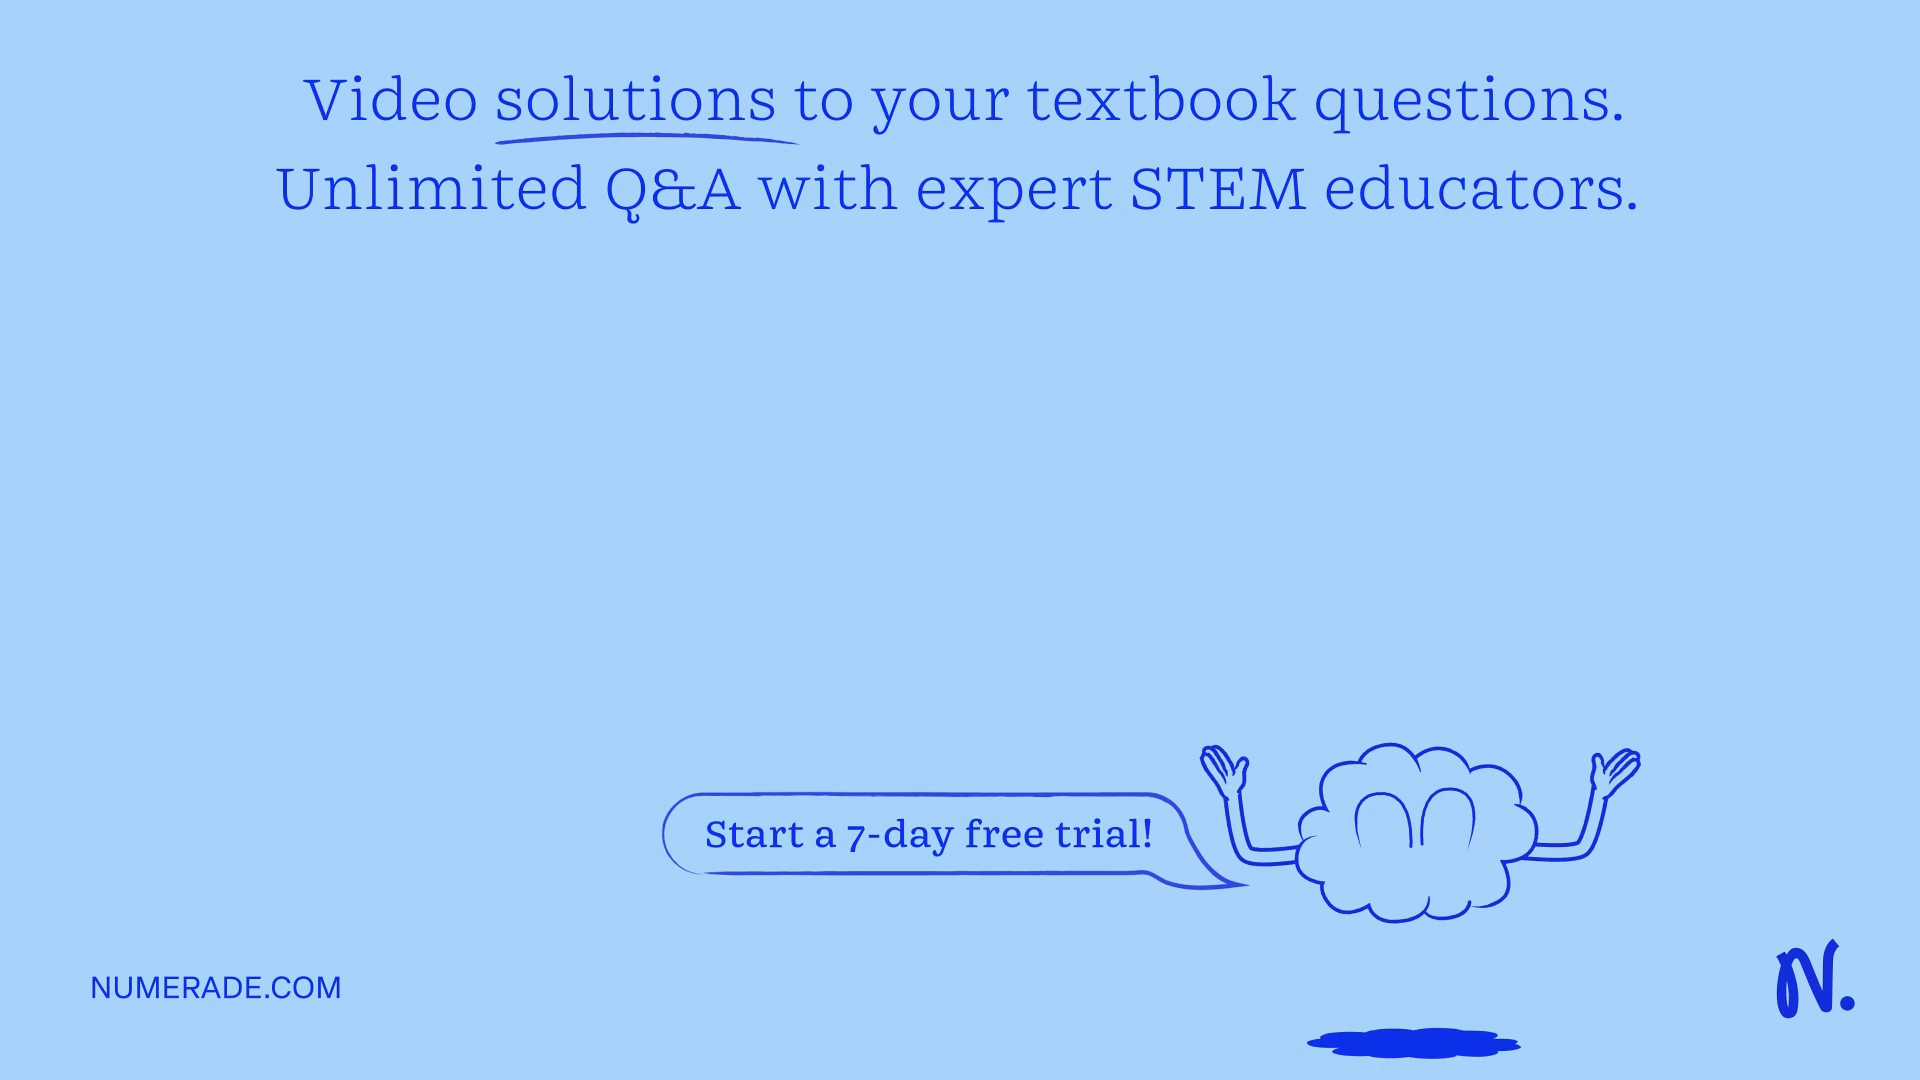 Video solutions to your textbook questions.
Unlimited Q&A with expert STEM educators.
Start a 7-day free trial!
NUMERADE.COM
N.